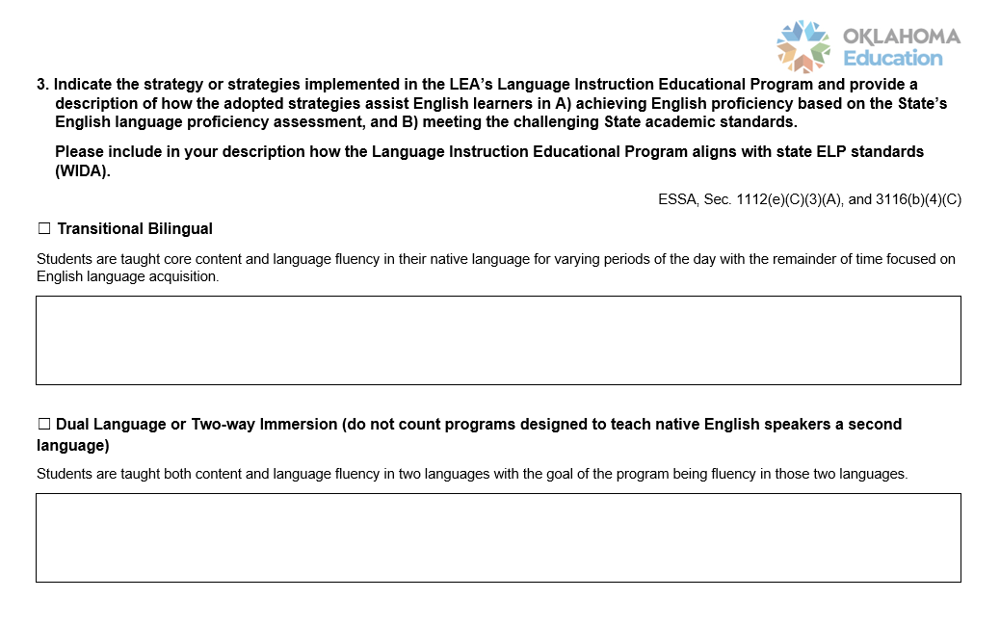 OKLAHOMA
Education
3. Indicate the strategy or strategies implemented in the LEA's Language Instruction Educational Program and provide a
description of how the adopted strategies assist English learners in A) achieving English proficiency based on the State's
English language proficiency assessment, and B) meeting the challenging State academic standards.
Please include in your description how the Language Instruction Educational Program aligns with state ELP standards
(WIDA).
ESSA, Sec. 1112(e)(C)(3)(A), and 3116(b)(4)(C)
☐ Transitional Bilingual
Students are taught core content and language fluency in their native language for varying periods of the day with the remainder of time focused on
English language acquisition.
☐ Dual Language or Two-way Immersion (do not count programs designed to teach native English speakers a second
language)
Students are taught both content and language fluency in two languages with the goal of the program being fluency in those two languages.